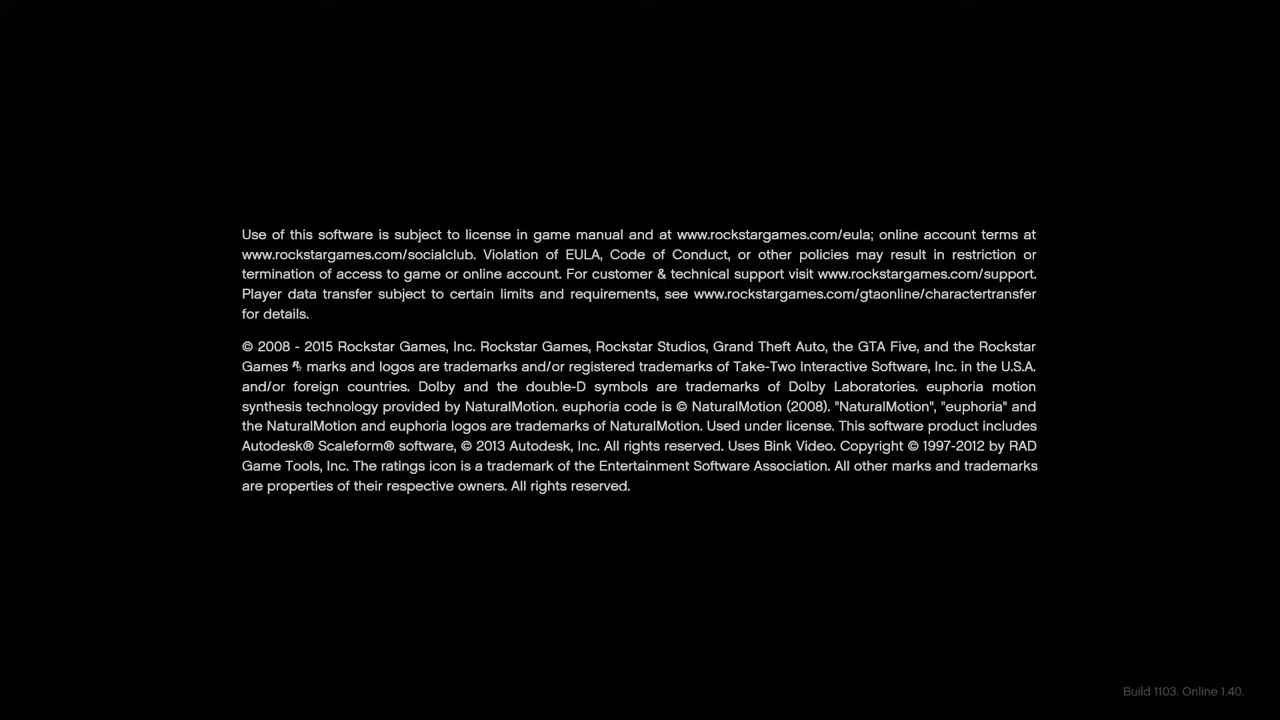 Use of this software is subject to license in game manual and at www.rockstargames.com/eula; online account terms at
www.rockstargames.com/socialclub. Violation of EULA, Code of Conduct, or other policies may result in restriction or
termination of access to game or online account. For customer & technical support visit www.rockstargames.com/support.
Player data transfer subject to certain limits and requirements, see www.rockstargames.com/gtaonline/charactertransfer
for details.
© 2008 - 2015 Rockstar Games, Inc. Rockstar Games, Rockstar Studios, Grand Theft Auto, the GTA Five, and the Rockstar
Games R* marks and logos are trademarks and/or registered trademarks of Take-Two Interactive Software, Inc. in the U.S.A.
and/or foreign countries. Dolby and the double-D symbols are trademarks of Dolby Laboratories. euphoria motion
synthesis technology provided by NaturalMotion. euphoria code is © NaturalMotion (2008). "NaturalMotion", "euphoria" and
the NaturalMotion and euphoria logos are trademarks of NaturalMotion. Used under license. This software product includes
Autodesk® Scaleform® software, © 2013 Autodesk, Inc. All rights reserved. Uses Bink Video. Copyright © 1997-2012 by RAD
Game Tools, Inc. The ratings icon is a trademark of the Entertainment Software Association. All other marks and trademarks
are properties of their respective owners. All rights reserved.
Build 1103. Online 1.40.